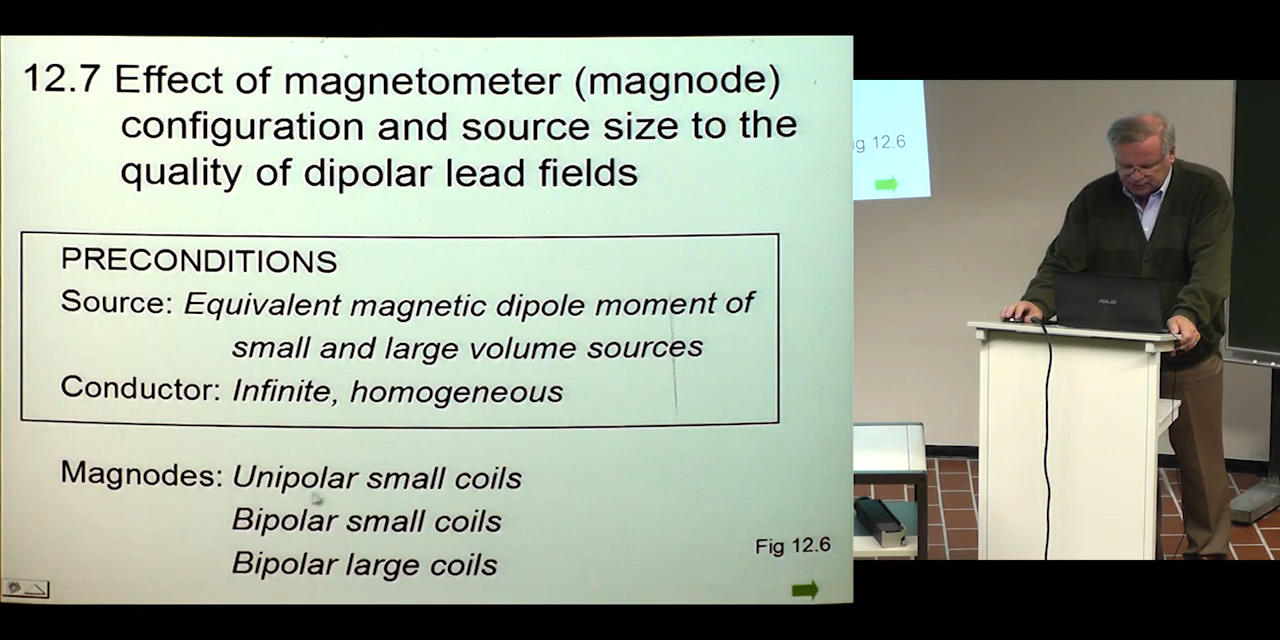 12.7 Effect of magnetometer (magnode)
configuration and source size to the
quality of dipolar lead fields
PRECONDITIONS
Source: Equivalent magnetic dipole moment of
small and large volume sources
Conductor: Infinite, homogeneous
Magnodes: Unipolar small coils
Bipolar small coils
Bipolar large coils
Fig 12.6
ig 12.6
ASUS